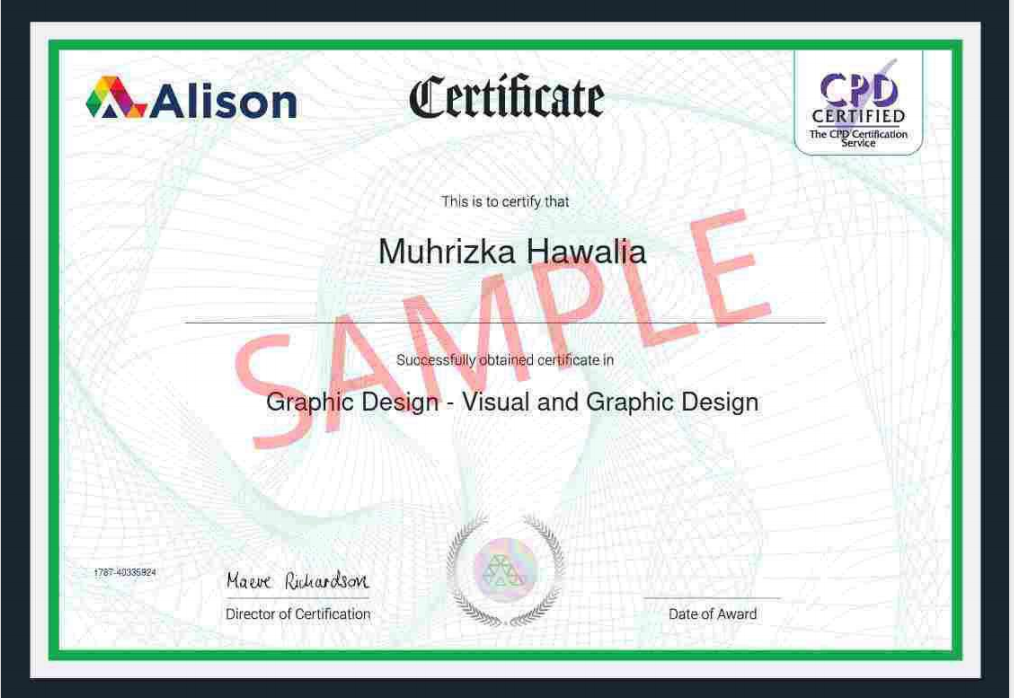 Alison
Certificate
CPD
CERTIFIED
The CPD Certification
Service
This is to certify that
Muhrizka Hawalia
SAMPLE
Successfully obtained certificate in
Graphic Design - Visual and Graphic Design
1787-40335924
Maeve Richardson
Director of Certification
Date of Award